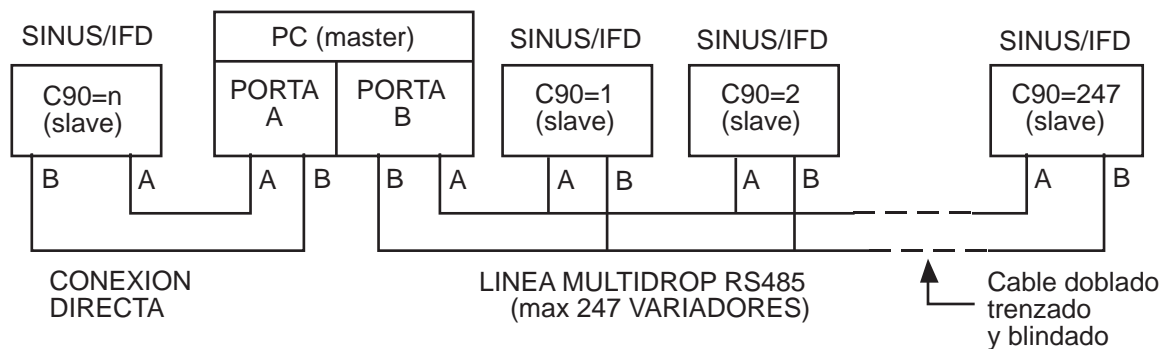 SINUS/IFD
C90=n
(slave)
B
A
PC (master)
PORTA
A
PORTA
B
A
B
B
A
SINUS/IFD
C90=1
(slave)
A
B
SINUS/IFD
C90=2
(slave)
A
B
SINUS/IFD
C90=247
(slave)
A
B
CONEXION
DIRECTA
LINEA MULTIDROP RS485
(max 247 VARIADORES)
Cable doblado
trenzado
y blindado